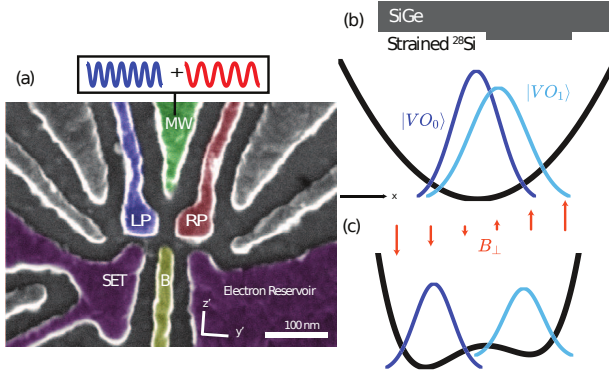 (a)
+
MW
LP
RP
SET
B
Electron Reservoir
z'
y'
100 nm
(b)
SiGe
Strained ²⁸Si
|VO₀⟩
|VO₁⟩
x
(c)
B⊥